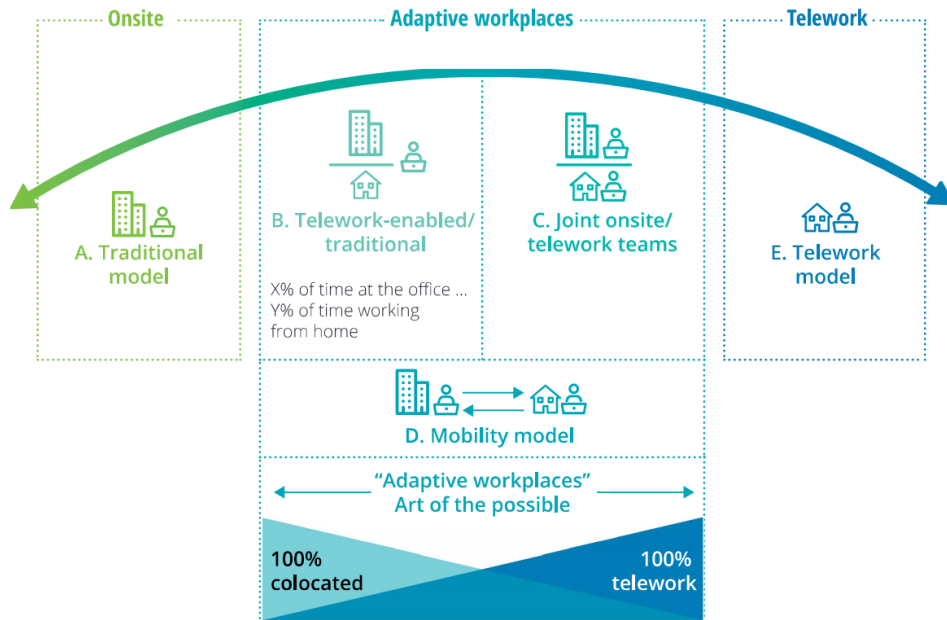 Onsite
Adaptive workplaces
Telework
A. Traditional
model
B. Telework-enabled/
traditional
X% of time at the office ...
Y% of time working
from home
C. Joint onsite/
telework teams
E. Telework
model
D. Mobility model
“Adaptive workplaces”
Art of the possible
100%
colocated
100%
telework